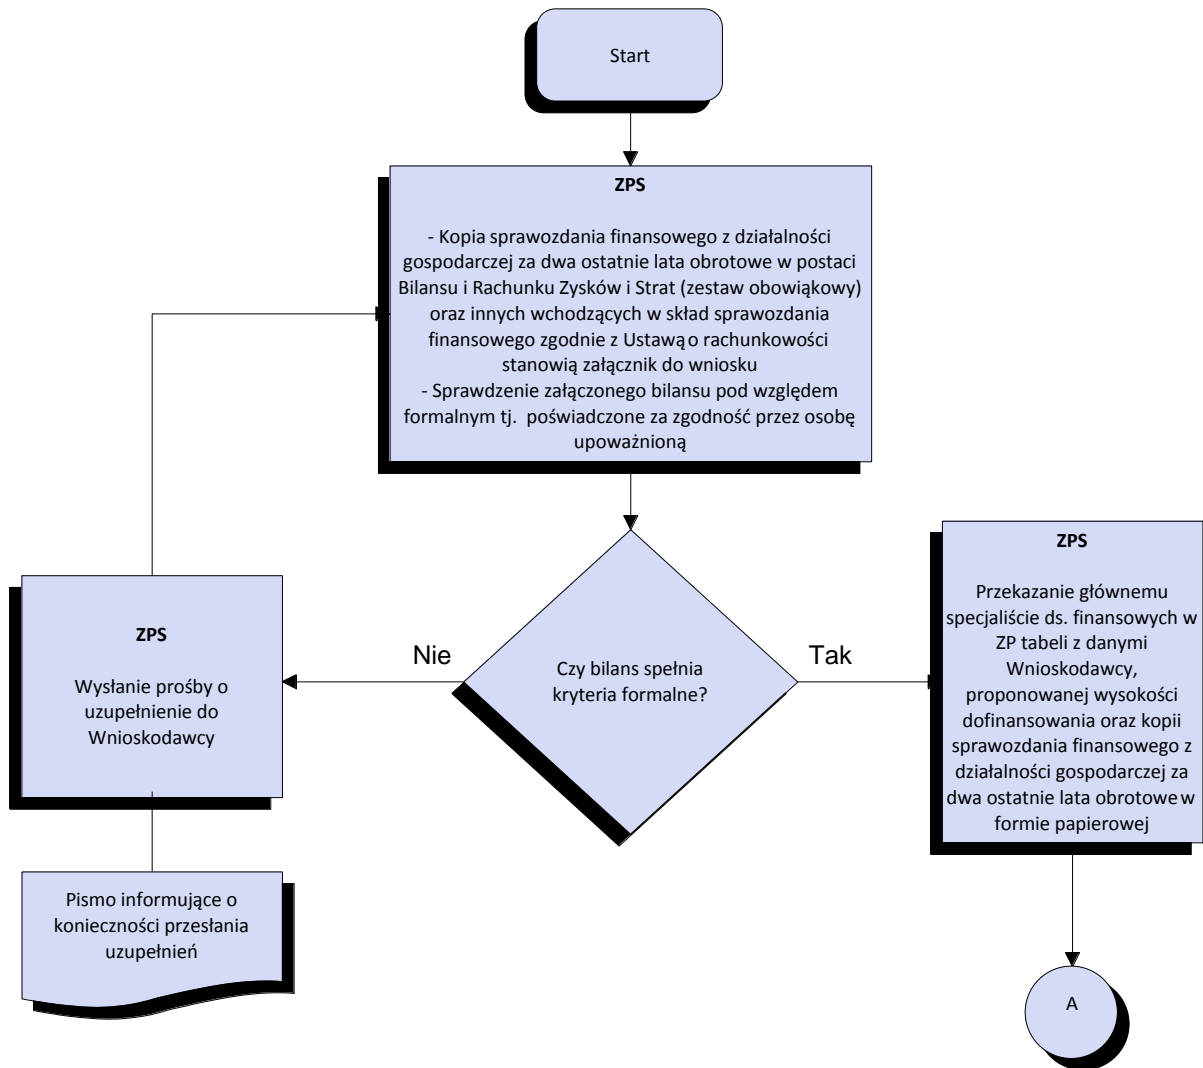 Start
ZPS
- Kopia sprawozdania finansowego z działalności
gospodarczej za dwa ostatnie lata obrotowe w postaci
Bilansu i Rachunku Zysków i Strat (zestaw obowiąkowy)
oraz innych wchodzących w skład sprawozdania
finansowego zgodnie z Ustawą o rachunkowości
stanowią załącznik do wniosku
- Sprawdzenie załączonego bilansu pod względem
formalnym tj. poświadczone za zgodność przez osobę
upoważnioną
Czy bilans spełnia
kryteria formalne?
Nie
Tak
ZPS
Wysłanie prośby o
uzupełnienie do
Wnioskodawcy
Pismo informujące o
konieczności przesłania
uzupełnień
ZPS
Przekazanie głównemu
specjaliście ds. finansowych w
ZP tabeli z danymi
Wnioskodawcy,
proponowanej wysokości
dofinansowania oraz kopii
sprawozdania finansowego z
działalności gospodarczej za
dwa ostatnie lata obrotowe w
formie papierowej
A